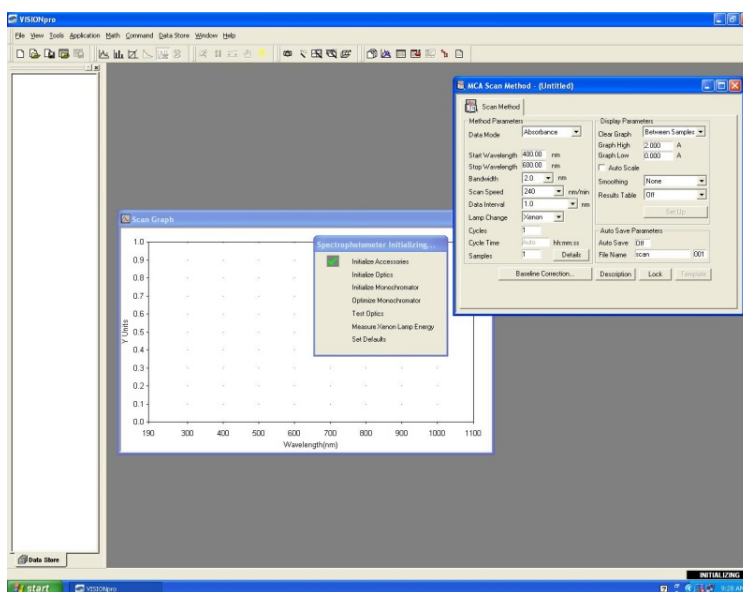 VISIONpro
File View Tools Application Math Command Data Store Window Help
MCA Scan Method - (Untitled)
Scan Method
Method Parameters
Data Mode Absorbance
Start Wavelength 400.00 nm
Stop Wavelength 600.00 nm
Bandwidth 2.0 nm
Scan Speed 240 nm/min
Data Interval 1.0 nm
Lamp Change Xenon
Cycles 1
Cycle Time Auto hh:mm:ss
Samples 1 Details
Baseline Correction...
Display Parameters
Clear Graph Between Samples
Graph High 2.000 A
Graph Low 0.000 A
Auto Scale
Smoothing None
Results Table Off
Set Up
Auto Save Parameters
Auto Save Off
File Name scan 001
Description Lock Template
Scan Graph
Spectrophotometer Initializing...
Initialize Accessories
Initialize Optics
Initialize Monochromator
Optimize Monochromator
Test Optics
Measure Xenon Lamp Energy
Set Defaults
Y Units
1.0
0.9
0.8
0.7
0.6
0.5
0.4
0.3
0.2
0.1
0.0
190 300 400 500 600 700 800 900 1000 1100
Wavelength(nm)
Data Store
INITIALIZING
start VISIONpro 9:28 AM